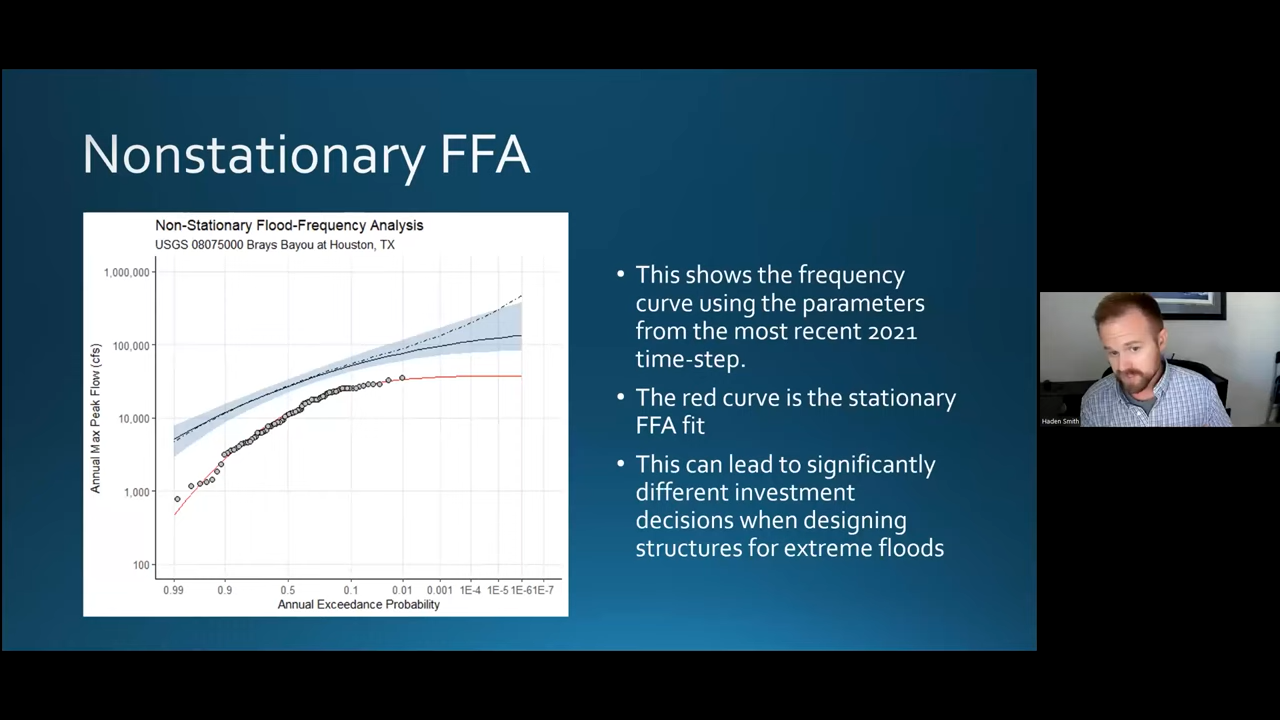 Nonstationary FFA
Non-Stationary Flood-Frequency Analysis
USGS 08075000 Brays Bayou at Houston, TX
1,000,000
100,000
10,000
1,000
100
Annual Max Peak Flow (cfs)
0.99 0.9 0.5 0.1 0.01 0.001 1E-4 1E-5 1E-6 1E-7
Annual Exceedance Probability
• This shows the frequency
curve using the parameters
from the most recent 2021
time-step.
• The red curve is the stationary
FFA fit
• This can lead to significantly
different investment
decisions when designing
structures for extreme floods
Haden Smith